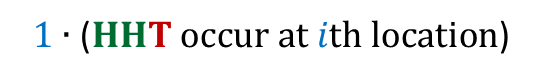 1 · (HHT occur at ith location)